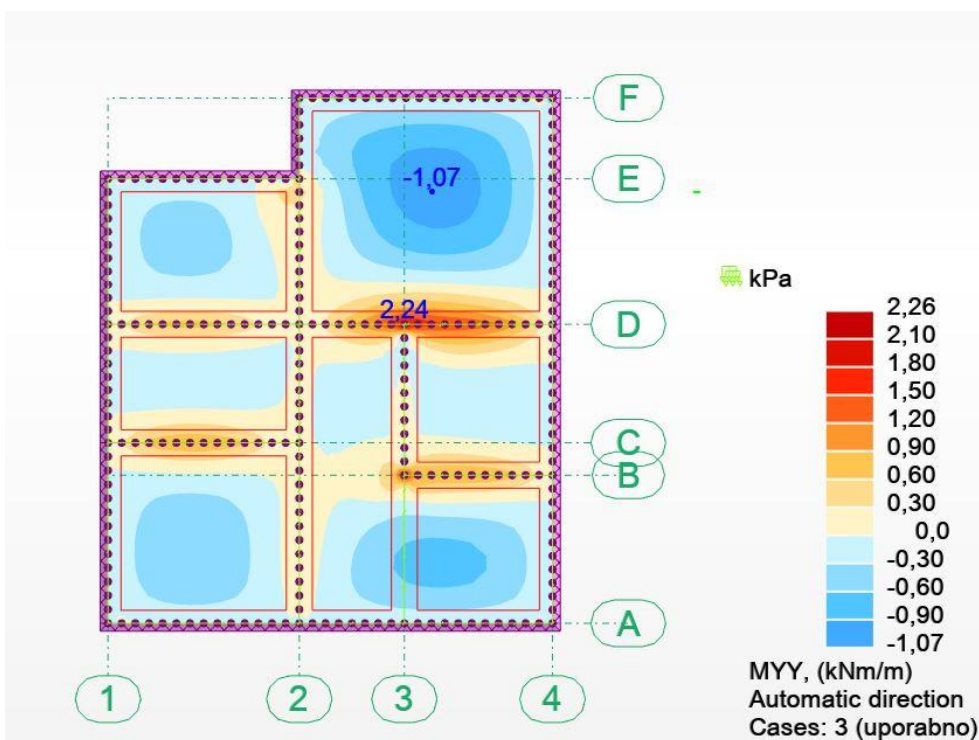 F
-1,07
E
kPa
2,24
D
2,26
2,10
1,80
1,50
1,20
0,90
0,60
0,30
0,0
-0,30
-0,60
-0,90
-1,07
C
B
A
1 2 3 4
MYY, (kNm/m)
Automatic direction
Cases: 3 (uporabno)